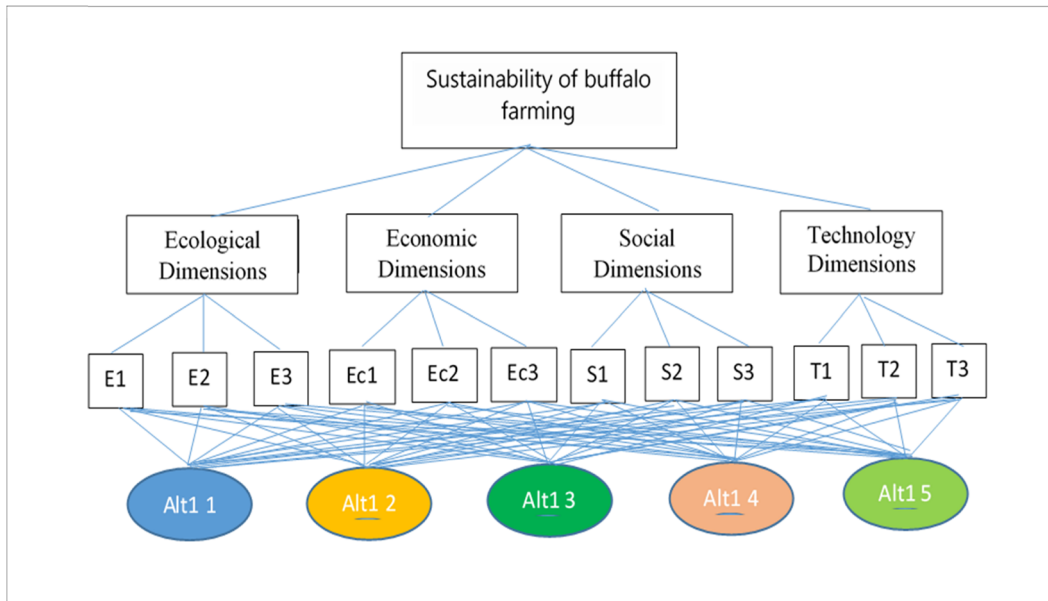 Sustainability of buffalo
farming
Ecological
Dimensions
Economic
Dimensions
Social
Dimensions
Technology
Dimensions
E1
E2
E3
Ec1
Ec2
Ec3
S1
S2
S3
T1
T2
T3
Alt1 1
Alt1 2
Alt1 3
Alt1 4
Alt1 5